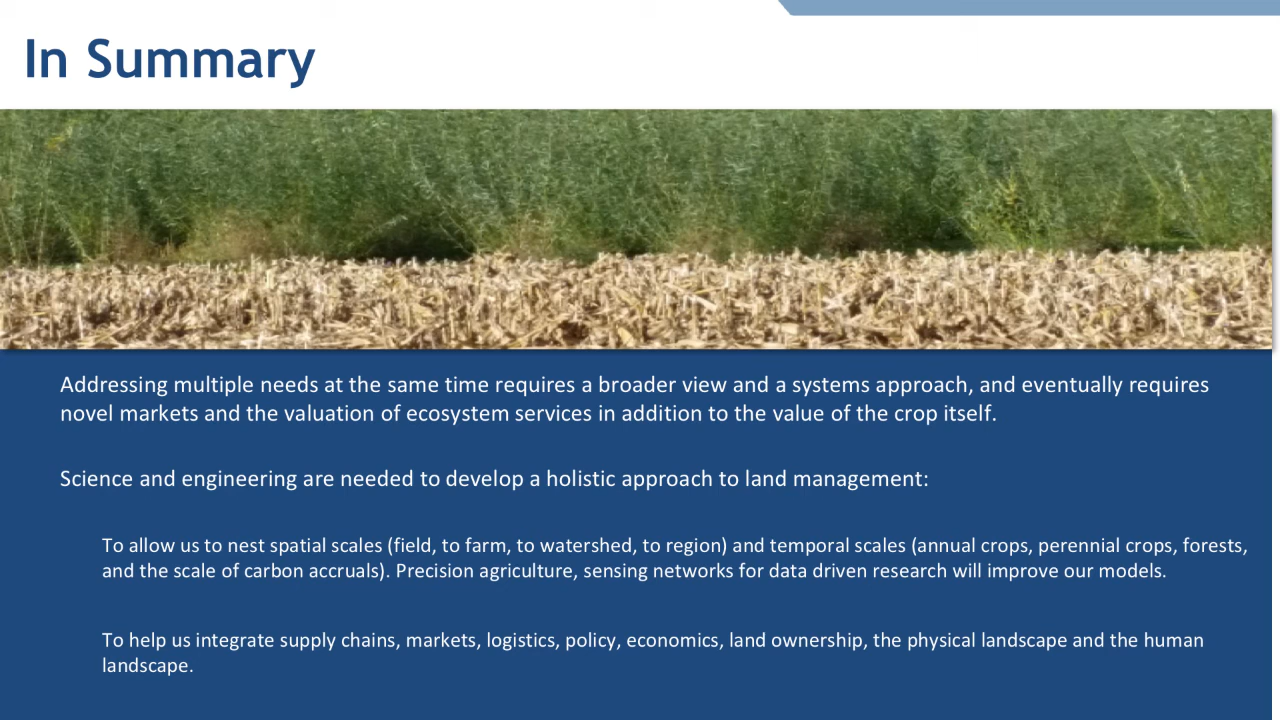 In Summary
Addressing multiple needs at the same time requires a broader view and a systems approach, and eventually requires
novel markets and the valuation of ecosystem services in addition to the value of the crop itself.
Science and engineering are needed to develop a holistic approach to land management:
To allow us to nest spatial scales (field, to farm, to watershed, to region) and temporal scales (annual crops, perennial crops, forests,
and the scale of carbon accruals). Precision agriculture, sensing networks for data driven research will improve our models.
To help us integrate supply chains, markets, logistics, policy, economics, land ownership, the physical landscape and the human
landscape.